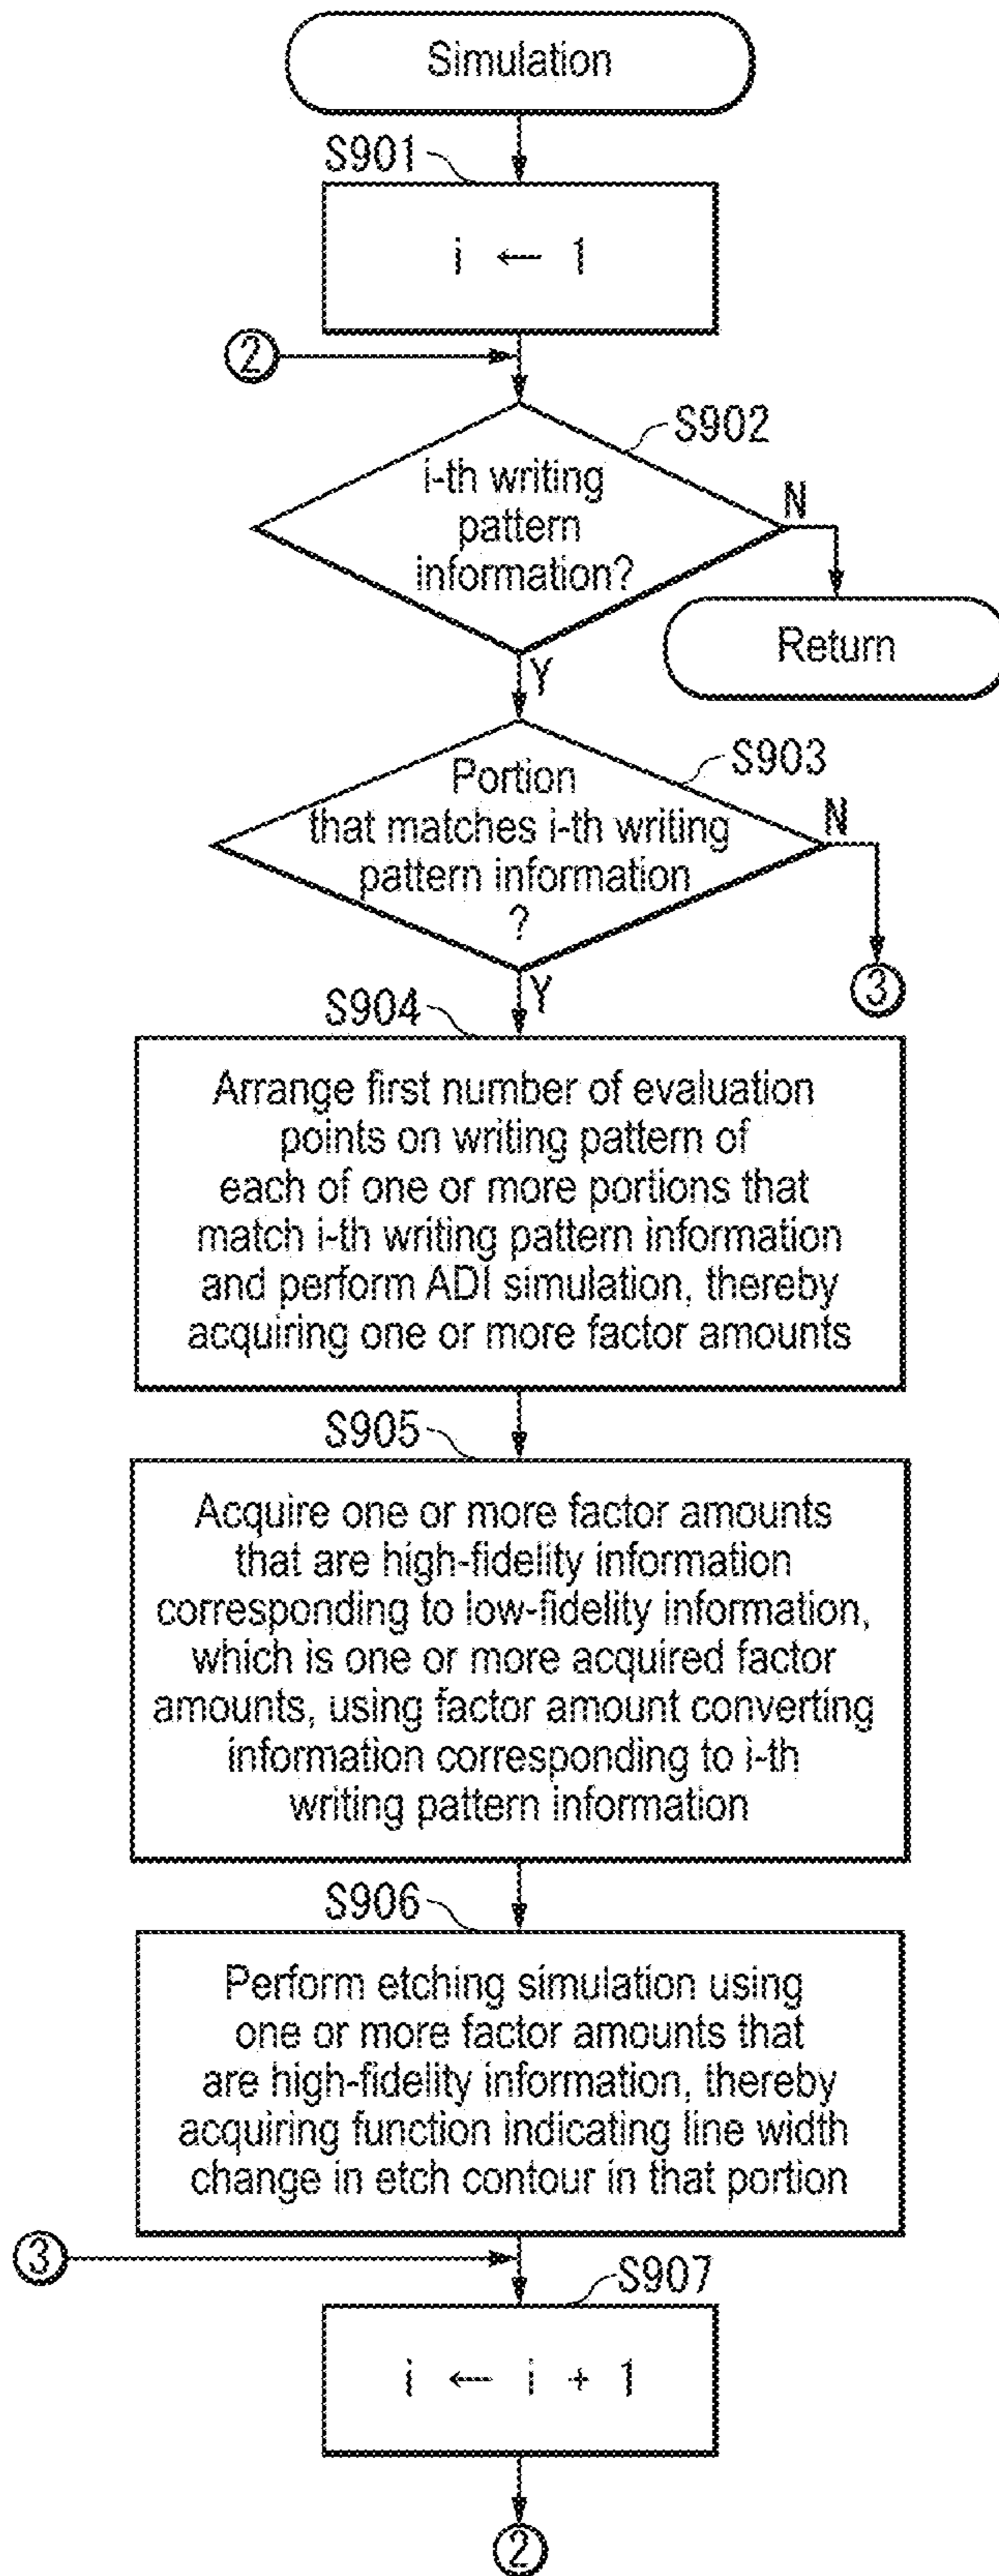 Simulation
S901
i ← 1
②
S902
i-th writing
pattern
information?
N
Return
Y
S903
Portion
that matches i-th writing
pattern information
?
N
③
Y
S904
Arrange first number of evaluation
points on writing pattern of
each of one or more portions that
match i-th writing pattern information
and perform ADI simulation, thereby
acquiring one or more factor amounts
S905
Acquire one or more factor amounts
that are high-fidelity information
corresponding to low-fidelity information,
which is one or more acquired factor
amounts, using factor amount converting
information corresponding to i-th
writing pattern information
S906
Perform etching simulation using
one or more factor amounts that
are high-fidelity information, thereby
acquiring function indicating line width
change in etch contour in that portion
③
S907
i ← i + 1
②